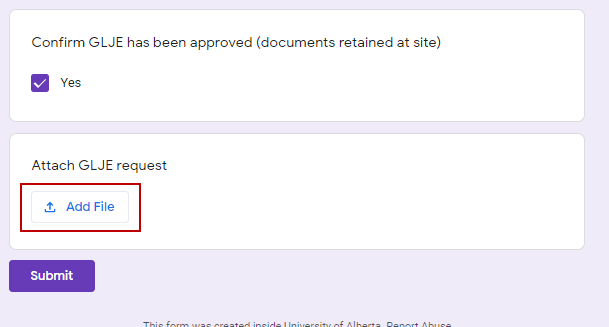 Confirm GLJE has been approved (documents retained at site)
Yes
Attach GLJE request
Add File
Submit
This form was created inside University of Alberta. Report Abuse